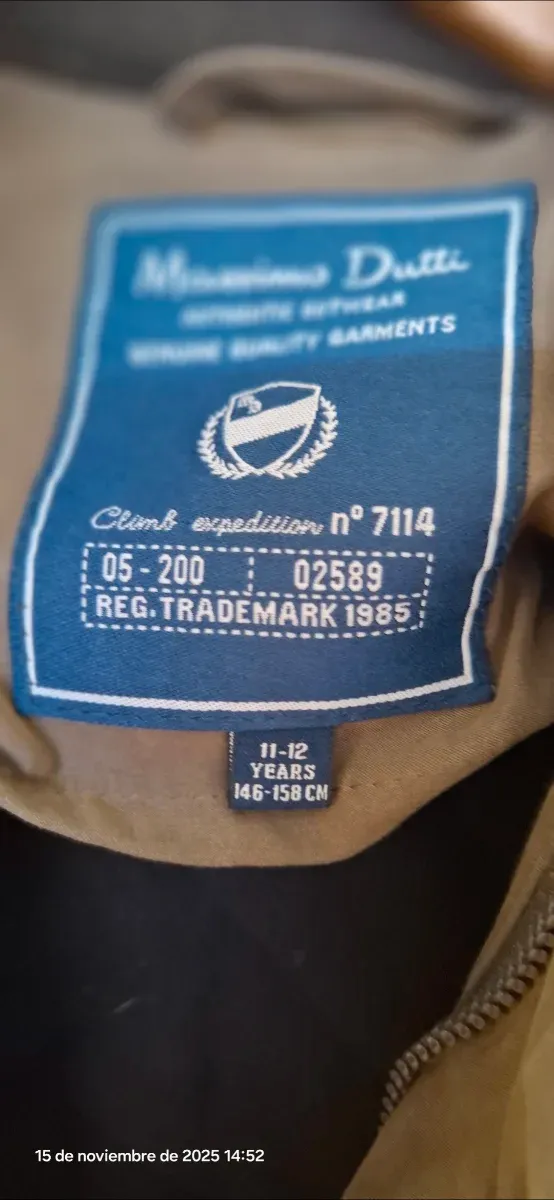 Massimo Dutti
AUTHENTIC OUTWEAR
GENUINE QUALITY GARMENTS
Climb expedition nº 7114
05-200 02589
REG. TRADEMARK 1985
11-12
YEARS
146-158 CM
15 de noviembre de 2025 14:52